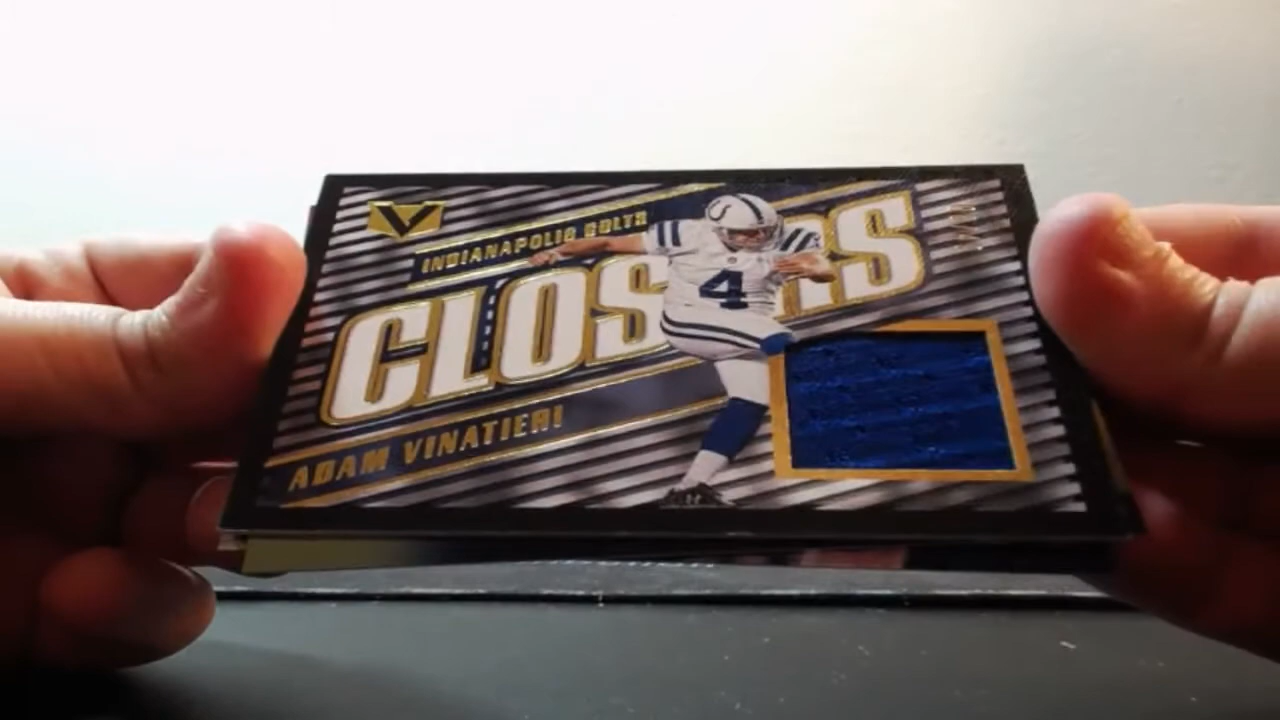 V
INDIANAPOLIS COLTS
CLOSERS
4
ADAM VINATIERI